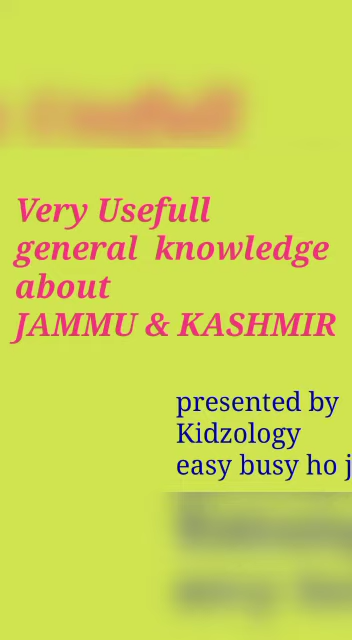 Very Usefull
general knowledge
about
JAMMU & KASHMIR
presented by
Kidzology
easy busy ho j